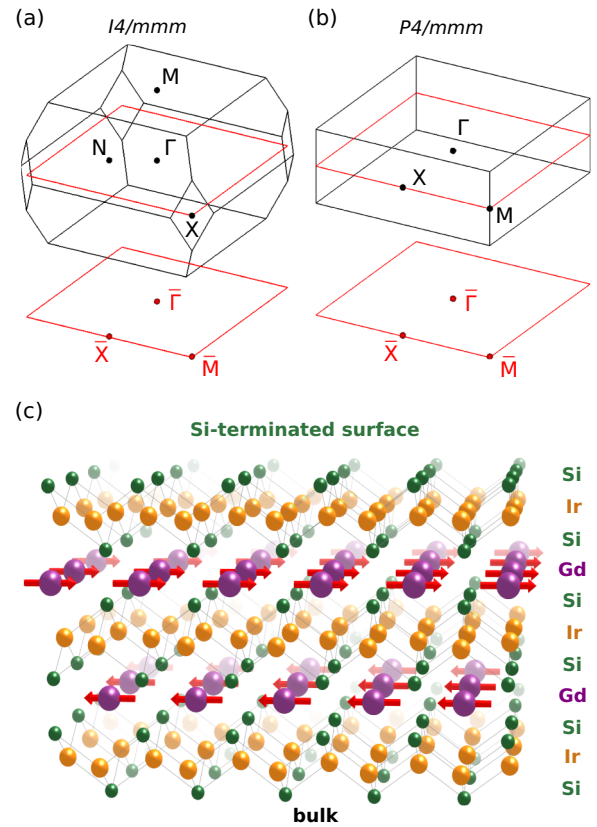 (a)
I4/mmm
(b)
P4/mmm
M
N
Γ
X
Γ
X
M
Γ̅
X̅
M̅
Γ̅
X̅
M̅
(c)
Si-terminated surface
Si
Ir
Si
Gd
Si
Ir
Si
Gd
Si
Ir
Si
bulk